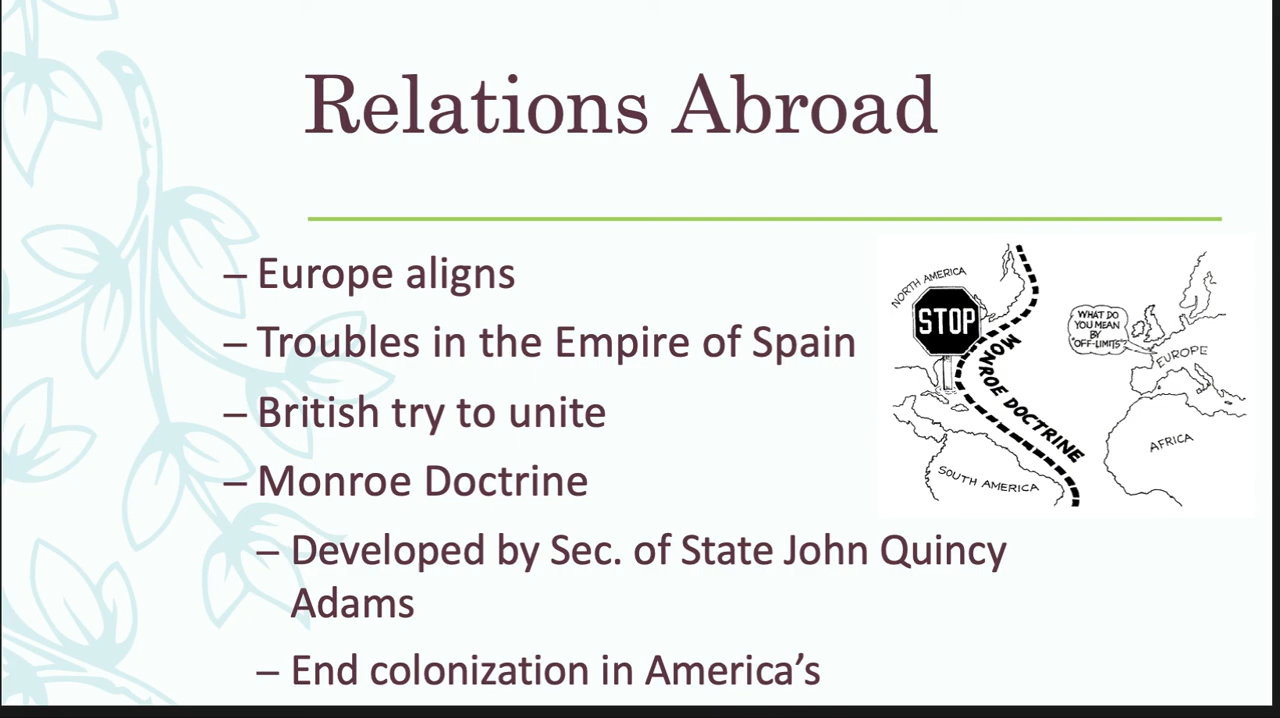 Relations Abroad
– Europe aligns
– Troubles in the Empire of Spain
– British try to unite
– Monroe Doctrine
– Developed by Sec. of State John Quincy
Adams
– End colonization in America’s
NORTH AMERICA
STOP
MONROE DOCTRINE
SOUTH AMERICA
WHAT DO
YOU MEAN
BY
"OFF-LIMITS"?
EUROPE
AFRICA